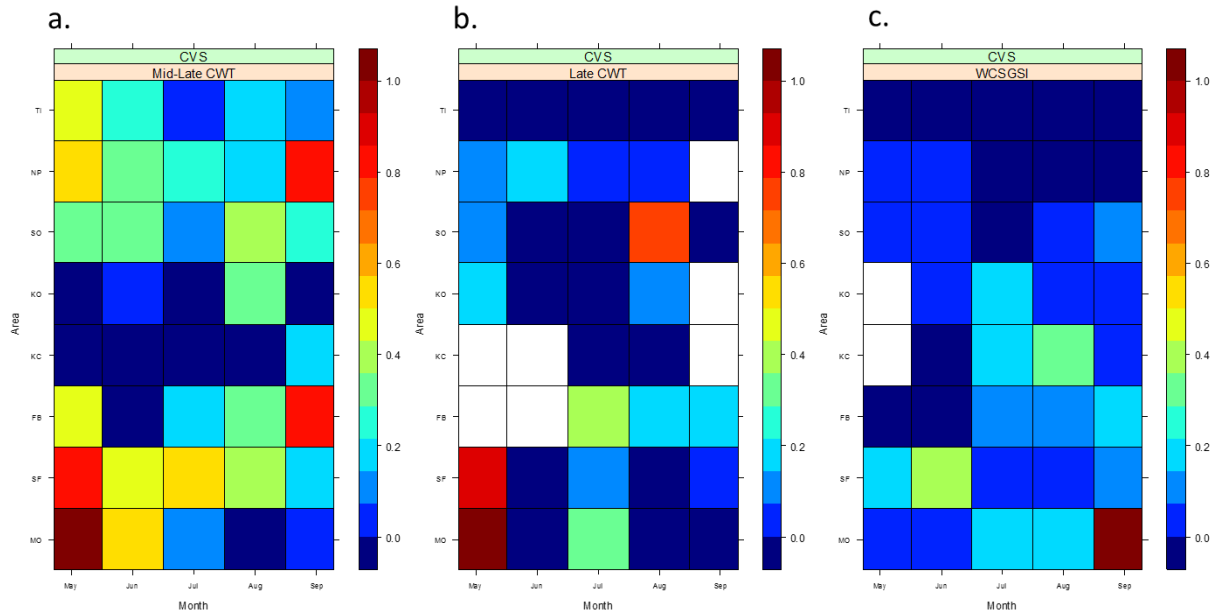 a.
CVS
Mid-Late CWT
TI
NP
SO
KO
KC
FB
SF
MO
Area
May Jun Jul Aug Sep
Month
1.0
0.8
0.6
0.4
0.2
0.0
b.
CVS
Late CWT
TI
NP
SO
KO
KC
FB
SF
MO
Area
May Jun Jul Aug Sep
Month
1.0
0.8
0.6
0.4
0.2
0.0
c.
CVS
WCSGSI
TI
NP
SO
KO
KC
FB
SF
MO
Area
May Jun Jul Aug Sep
Month
1.0
0.8
0.6
0.4
0.2
0.0